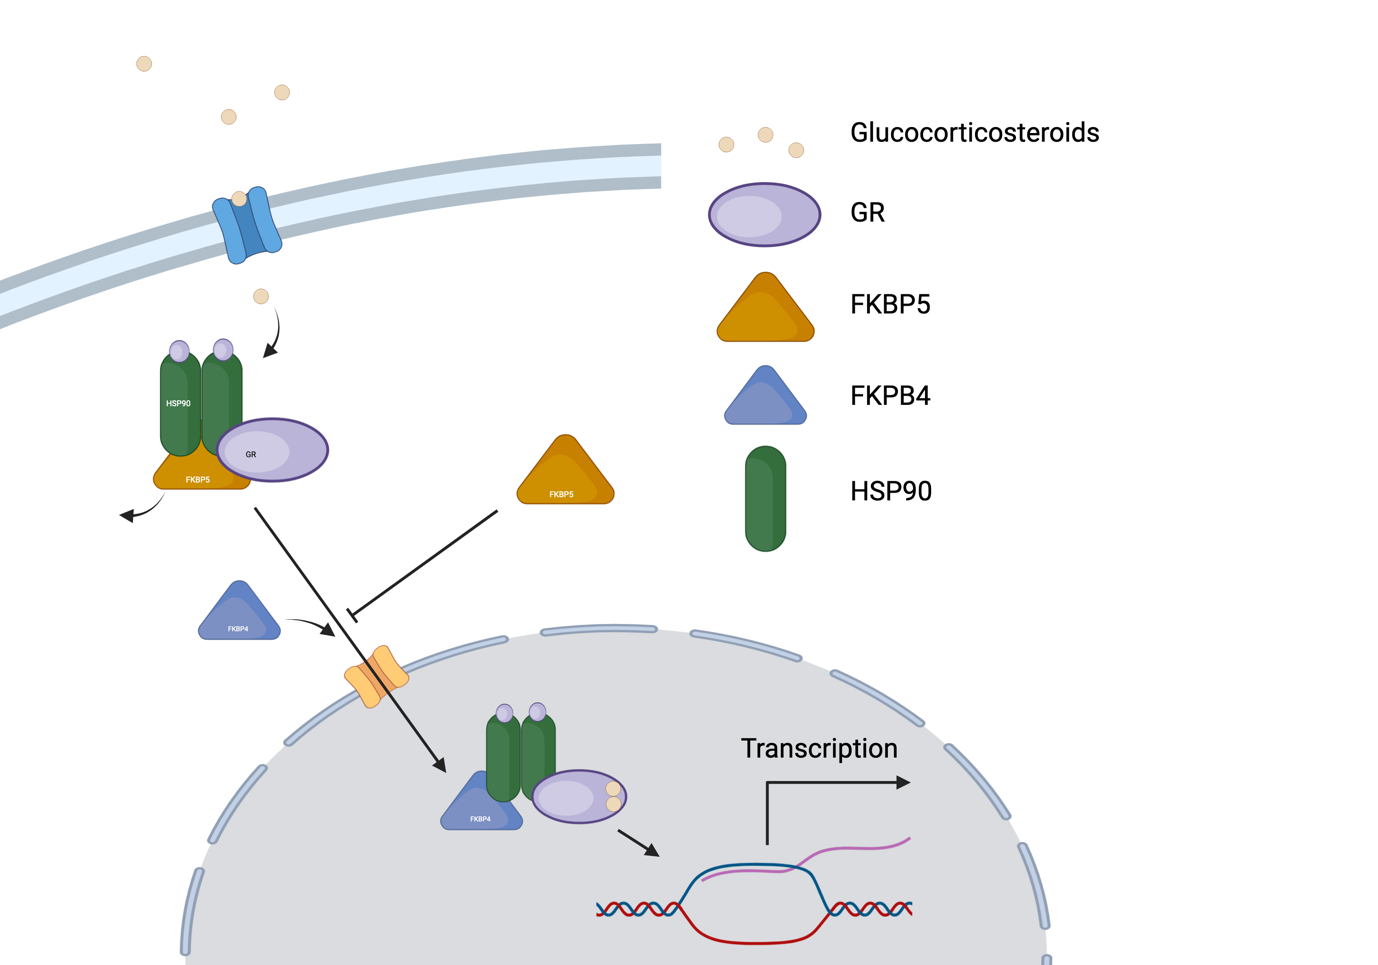 Glucocorticosteroids
GR
FKBP5
FKPB4
HSP90
HSP90
GR
FKBP5
FKBP5
FKBP4
FKBP4
Transcription